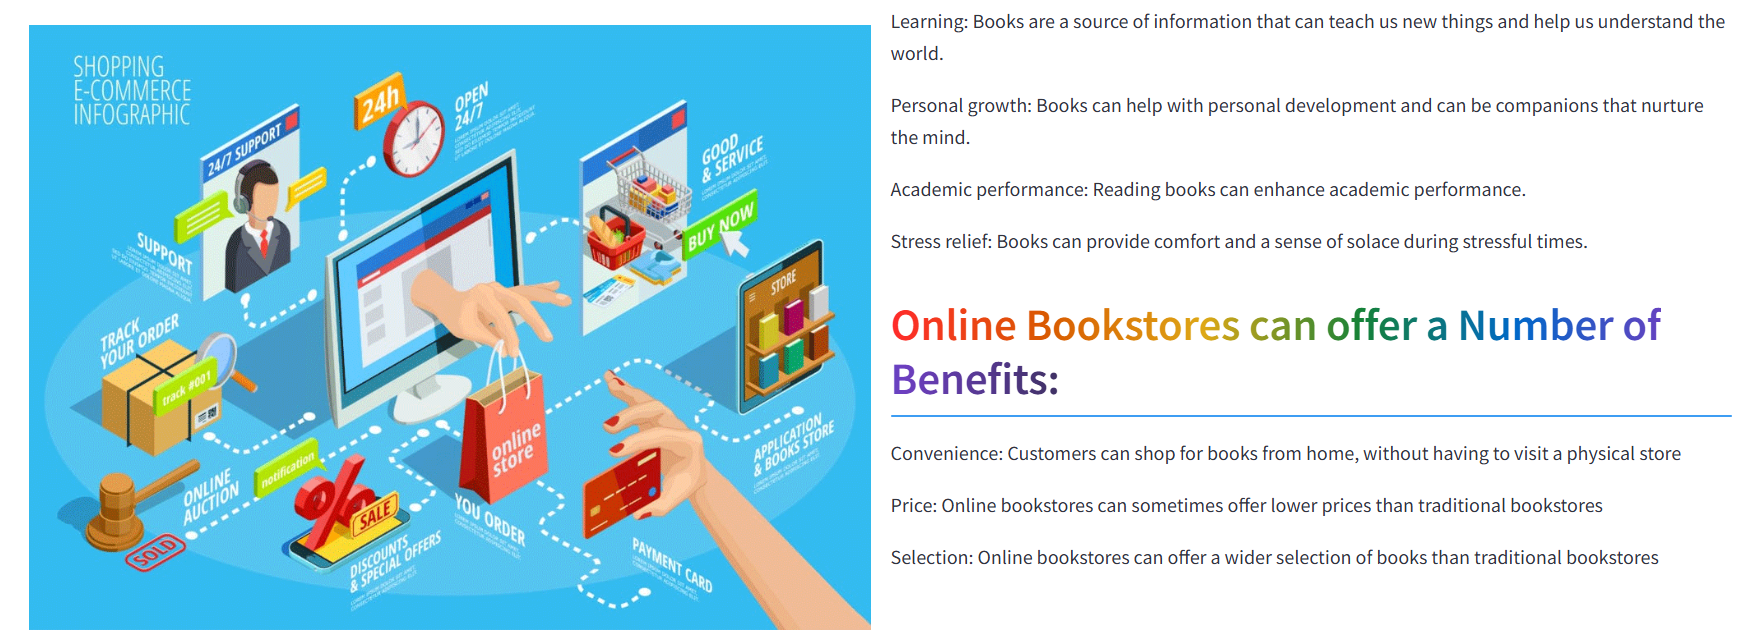 SHOPPING
E-COMMERCE
INFOGRAPHIC
24h
OPEN
24/7
24/7 SUPPORT
SUPPORT
GOOD
& SERVICE
BUY NOW
STORE
TRACK
YOUR ORDER
track #001
online
store
APPLICATION
& BOOKS STORE
ONLINE
AUCTION
notification
%
SALE
SOLD
YOU ORDER
DISCOUNTS
& SPECIAL OFFERS
PAYMENT CARD
Learning: Books are a source of information that can teach us new things and help us understand the
world.
Personal growth: Books can help with personal development and can be companions that nurture
the mind.
Academic performance: Reading books can enhance academic performance.
Stress relief: Books can provide comfort and a sense of solace during stressful times.
Online Bookstores can offer a Number of
Benefits:
Convenience: Customers can shop for books from home, without having to visit a physical store
Price: Online bookstores can sometimes offer lower prices than traditional bookstores
Selection: Online bookstores can offer a wider selection of books than traditional bookstores